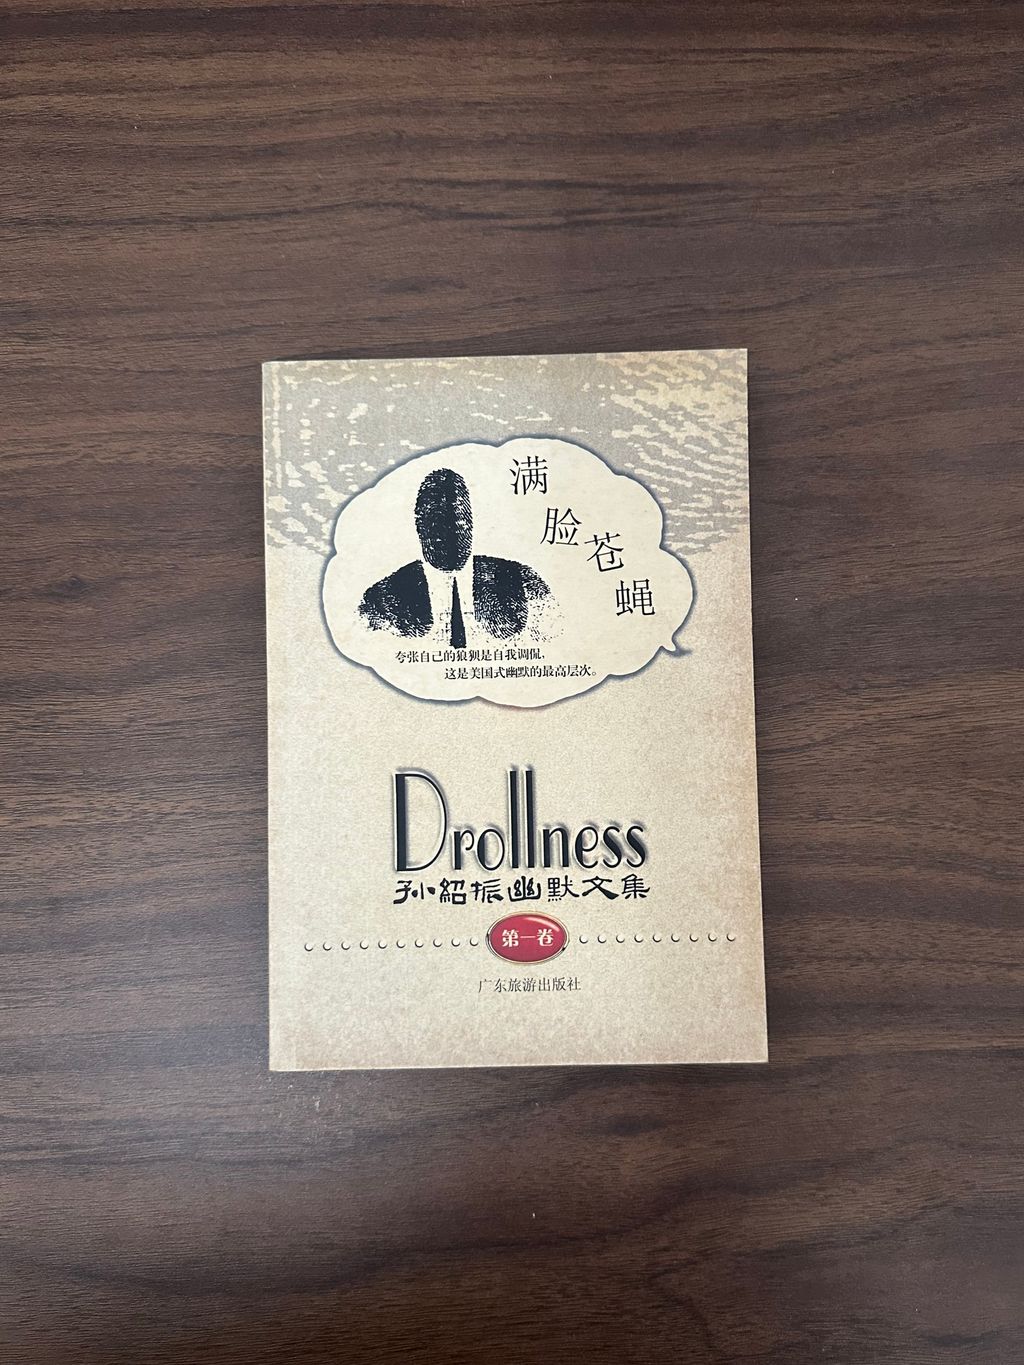 满脸苍蝇
夸张自己的狼狈是自我调侃，
这是美国式幽默的最高层次。
Drollness
孙紹振幽默文集
第一卷
广东旅游出版社